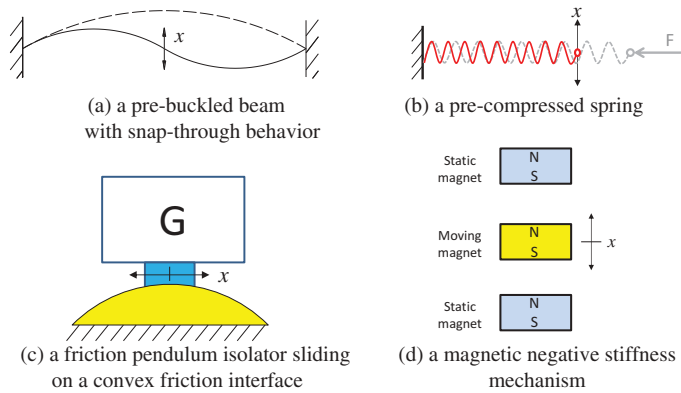 x
(a) a pre-buckled beam
with snap-through behavior
x
F
(b) a pre-compressed spring
G
x
(c) a friction pendulum isolator sliding
on a convex friction interface
Static
magnet
N
S
Moving
magnet
N
S
x
Static
magnet
N
S
(d) a magnetic negative stiffness
mechanism